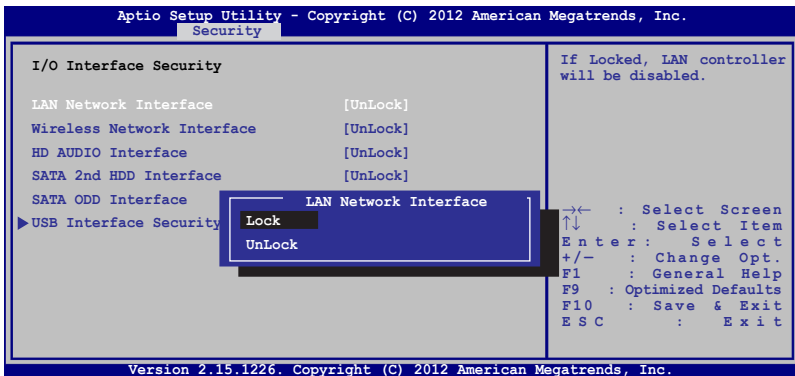 Aptio Setup Utility - Copyright (C) 2012 American Megatrends, Inc.
Security
I/O Interface Security
LAN Network Interface [UnLock]
Wireless Network Interface [UnLock]
HD AUDIO Interface [UnLock]
SATA 2nd HDD Interface [UnLock]
SATA ODD Interface
USB Interface Security
LAN Network Interface
Lock
UnLock
If Locked, LAN controller
will be disabled.
→← : Select Screen
↑↓ : Select Item
Enter: Select
+/— : Change Opt.
F1 : General Help
F9 : Optimized Defaults
F10 : Save & Exit
ESC : Exit
Version 2.15.1226. Copyright (C) 2012 American Megatrends, Inc.